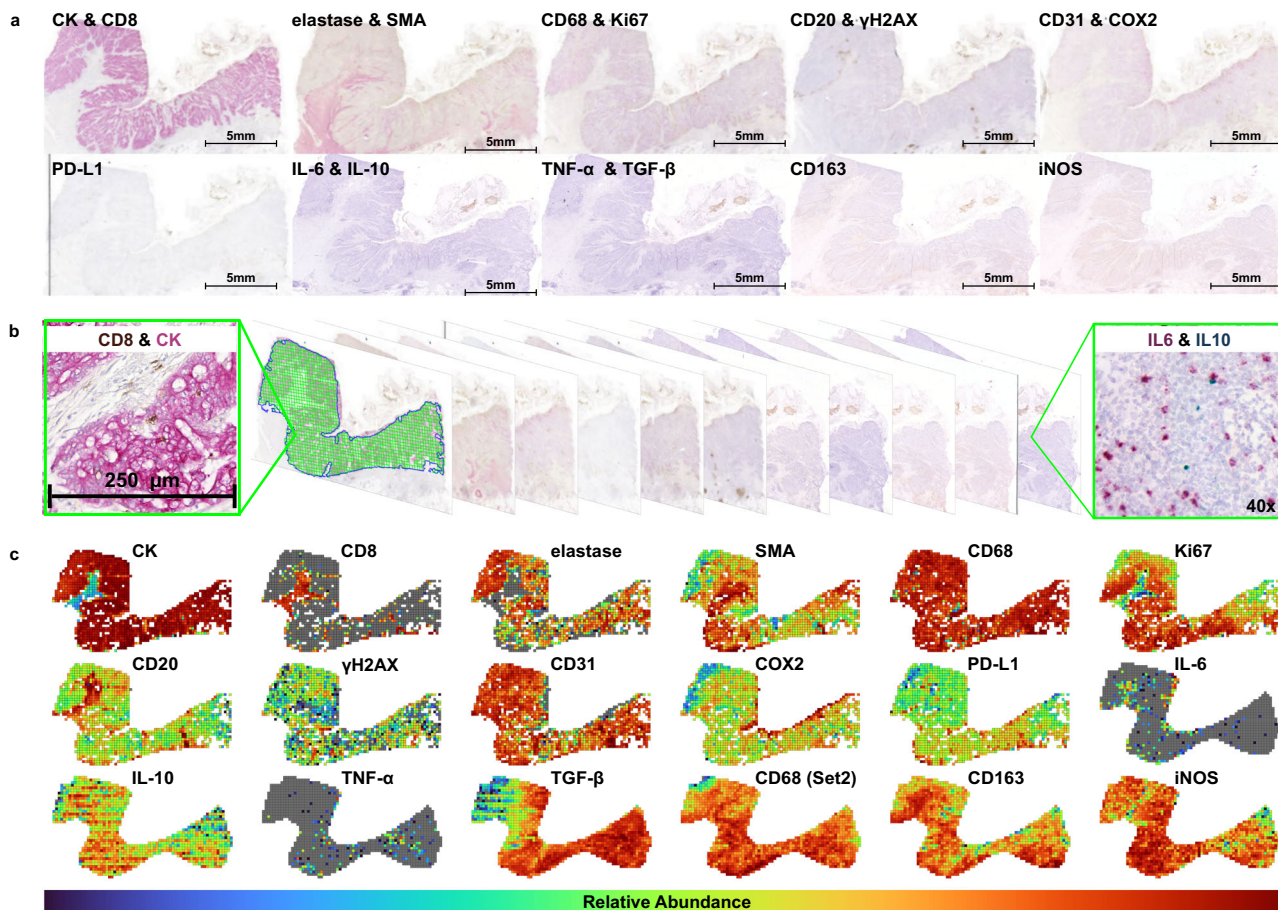 a
CK & CD8
elastase & SMA
CD68 & Ki67
CD20 & γH2AX
CD31 & COX2
5mm
5mm
5mm
5mm
5mm
PD-L1
IL-6 & IL-10
TNF-α & TGF-β
CD163
iNOS
5mm
5mm
5mm
5mm
5mm
b
CD8 & CK
250 μm
IL6 & IL10
40x
c
CK
CD8
elastase
SMA
CD68
Ki67
CD20
γH2AX
CD31
COX2
PD-L1
IL-6
IL-10
TNF-α
TGF-β
CD68 (Set2)
CD163
iNOS
Relative Abundance